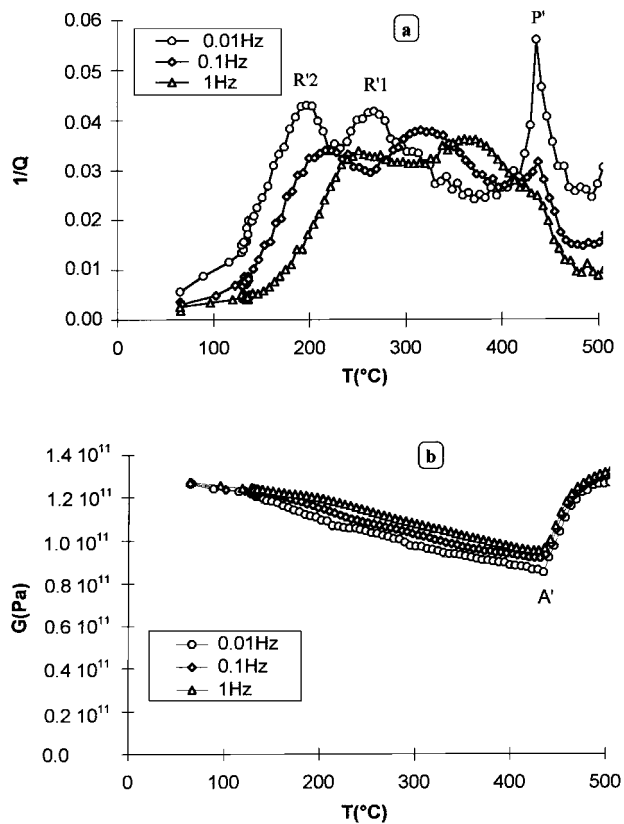 a
P'
0.01Hz
0.1Hz
1Hz
R'2
R'1
0.06
0.05
0.04
0.03
0.02
0.01
0.00
1/Q
0
100
200
300
400
500
T(°C)
b
1.4 10¹¹
1.2 10¹¹
1.0 10¹¹
0.8 10¹¹
0.6 10¹¹
0.4 10¹¹
0.2 10¹¹
0.0
G(Pa)
A'
0.01Hz
0.1Hz
1Hz
0
100
200
300
400
500
T(°C)